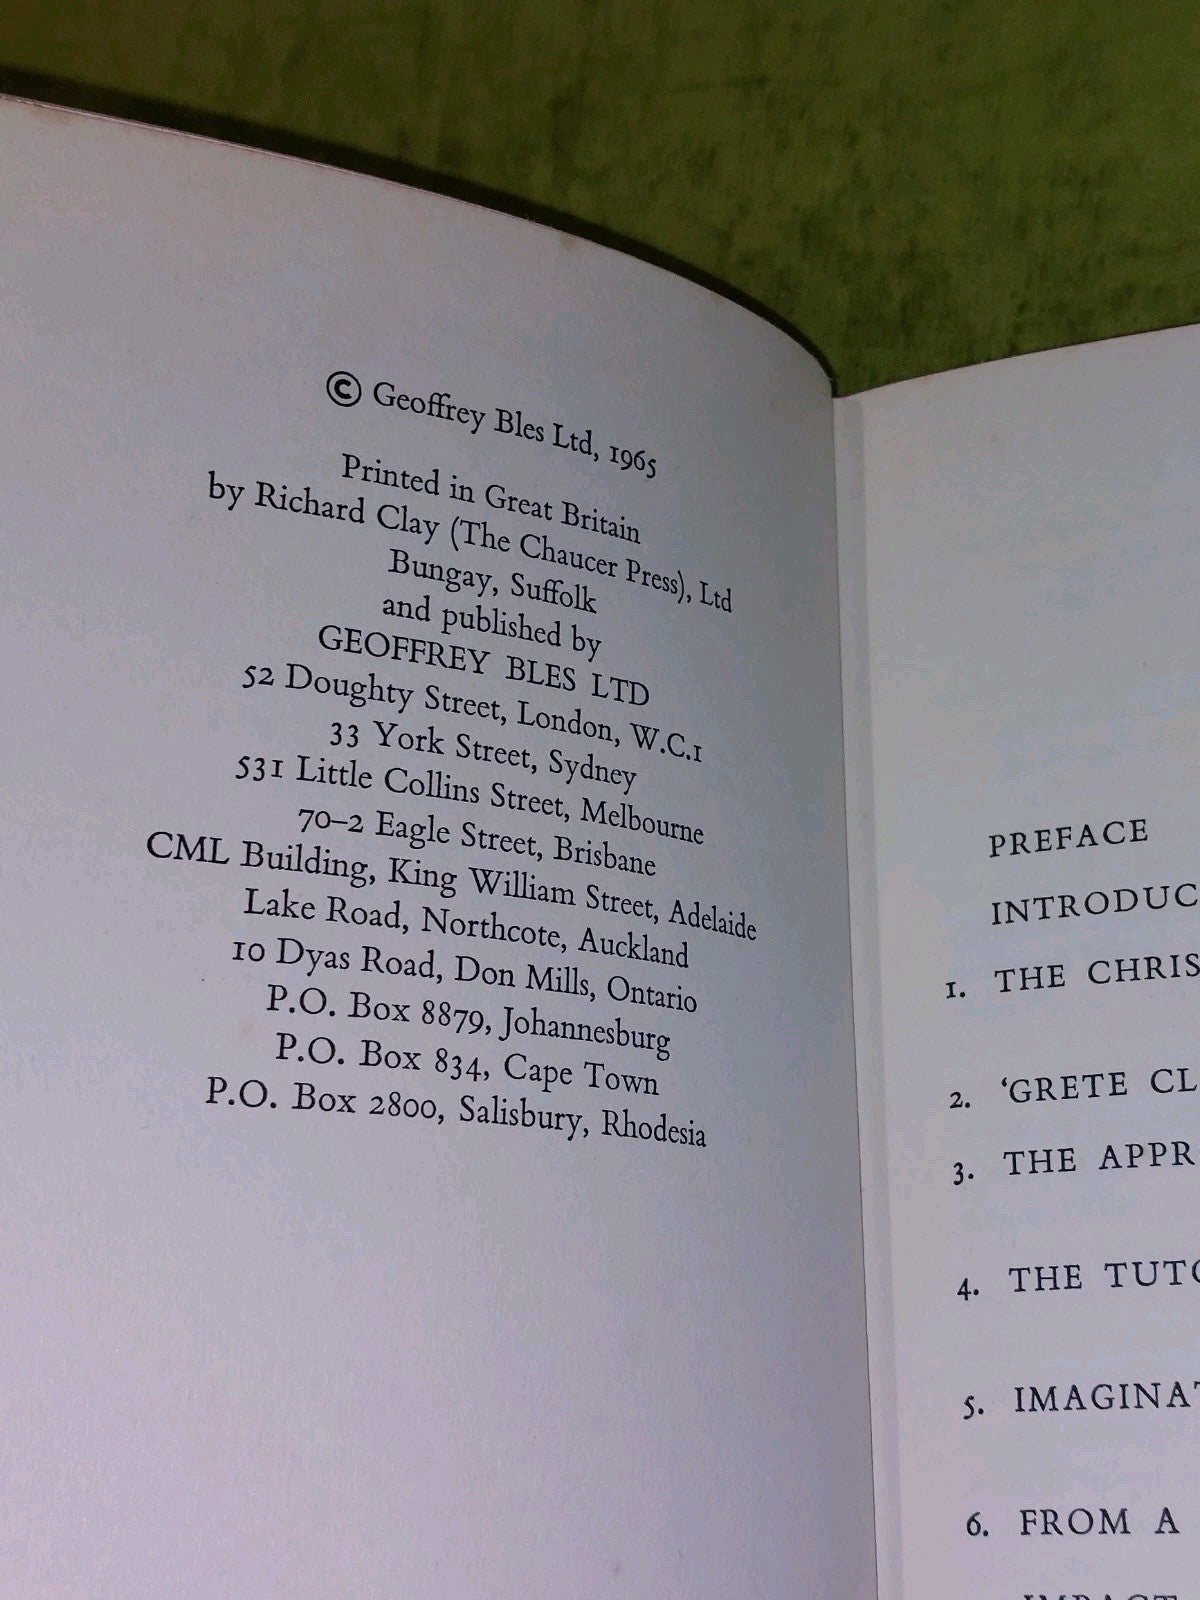 © Geoffrey Bles Ltd, 1965
Printed in Great Britain
by Richard Clay (The Chaucer Press), Ltd
Bungay, Suffolk
and published by
GEOFFREY BLES LTD
52 Doughty Street, London, W.C.1
33 York Street, Sydney
531 Little Collins Street, Melbourne
70–2 Eagle Street, Brisbane
CML Building, King William Street, Adelaide
Lake Road, Northcote, Auckland
10 Dyas Road, Don Mills, Ontario
P.O. Box 8879, Johannesburg
P.O. Box 834, Cape Town
P.O. Box 2800, Salisbury, Rhodesia
PREFACE
INTRODUC
1. THE CHRIS
2. ‘GRETE CL
3. THE APPR
4. THE TUTO
5. IMAGINAT
6. FROM A